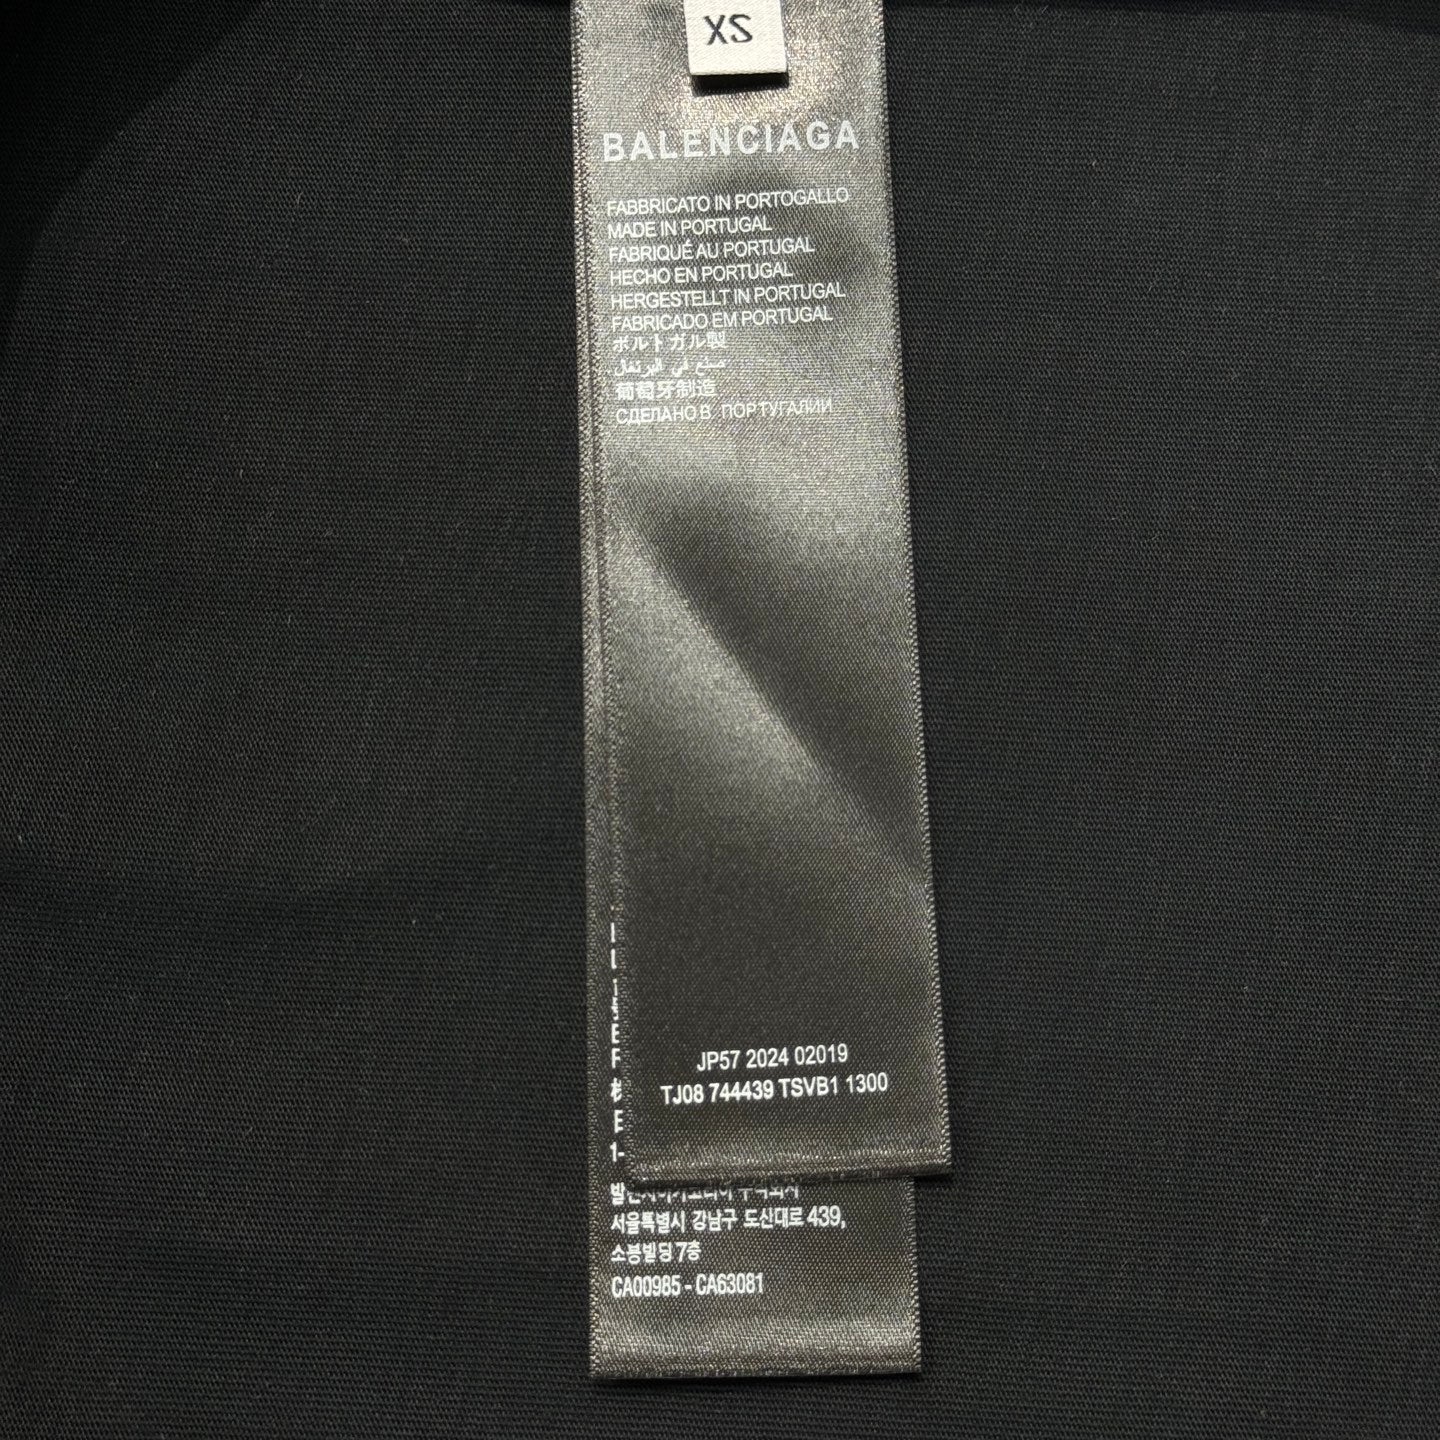 XS
BALENCIAGA
FABBRICATO IN PORTOGALLO
MADE IN PORTUGAL
FABRIQUÉ AU PORTUGAL
HECHO EN PORTUGAL
HERGESTELLT IN PORTUGAL
FABRICADO EM PORTUGAL
ポルトガル製
صنع في البرتغال
葡萄牙制造
СДЕЛАНО В ПОРТУГАЛИИ
JP57 2024 02019
TJ08 744439 TSVB1 1300
서울특별시 강남구 도산대로 439,
소봉빌딩 7층
CA00985 - CA63081